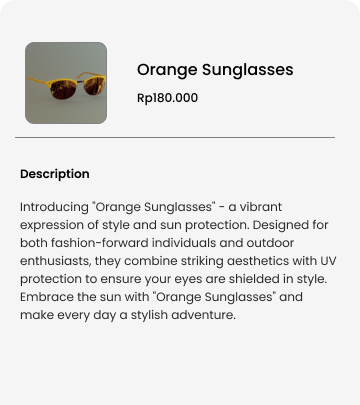 Orange Sunglasses
Rp180.000
Description
Introducing "Orange Sunglasses" - a vibrant
expression of style and sun protection. Designed for
both fashion-forward individuals and outdoor
enthusiasts, they combine striking aesthetics with UV
protection to ensure your eyes are shielded in style.
Embrace the sun with "Orange Sunglasses" and
make every day a stylish adventure.